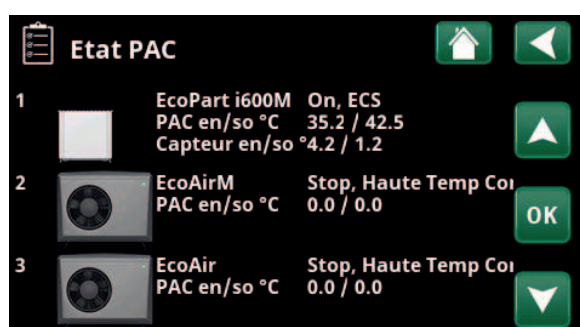 Etat PAC
1 EcoPart i600M On, ECS
PAC en/so °C 35.2 / 42.5
Capteur en/so °4.2 / 1.2
2 EcoAirM Stop, Haute Temp Con
PAC en/so °C 0.0 / 0.0
OK
3 EcoAir Stop, Haute Temp Con
PAC en/so °C 0.0 / 0.0